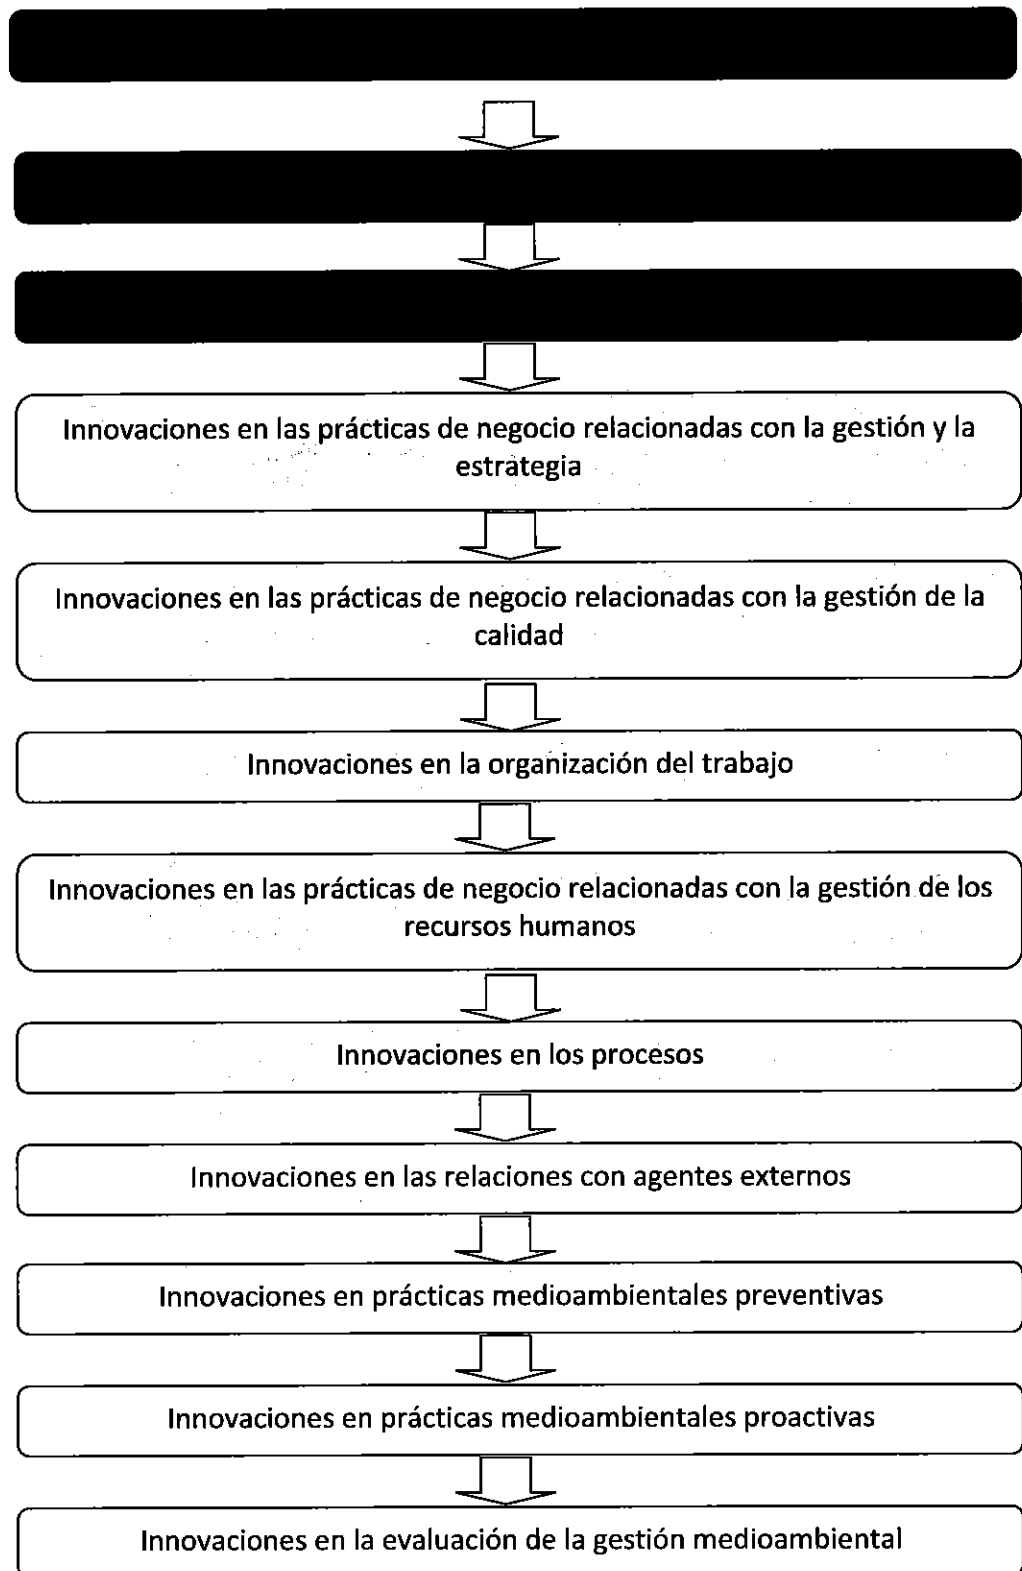 Innovaciones en las prácticas de negocio relacionadas con la gestión y la
estrategia
Innovaciones en las prácticas de negocio relacionadas con la gestión de la
calidad
Innovaciones en la organización del trabajo
Innovaciones en las prácticas de negocio relacionadas con la gestión de los
recursos humanos
Innovaciones en los procesos
Innovaciones en las relaciones con agentes externos
Innovaciones en prácticas medioambientales preventivas
Innovaciones en prácticas medioambientales proactivas
Innovaciones en la evaluación de la gestión medioambiental